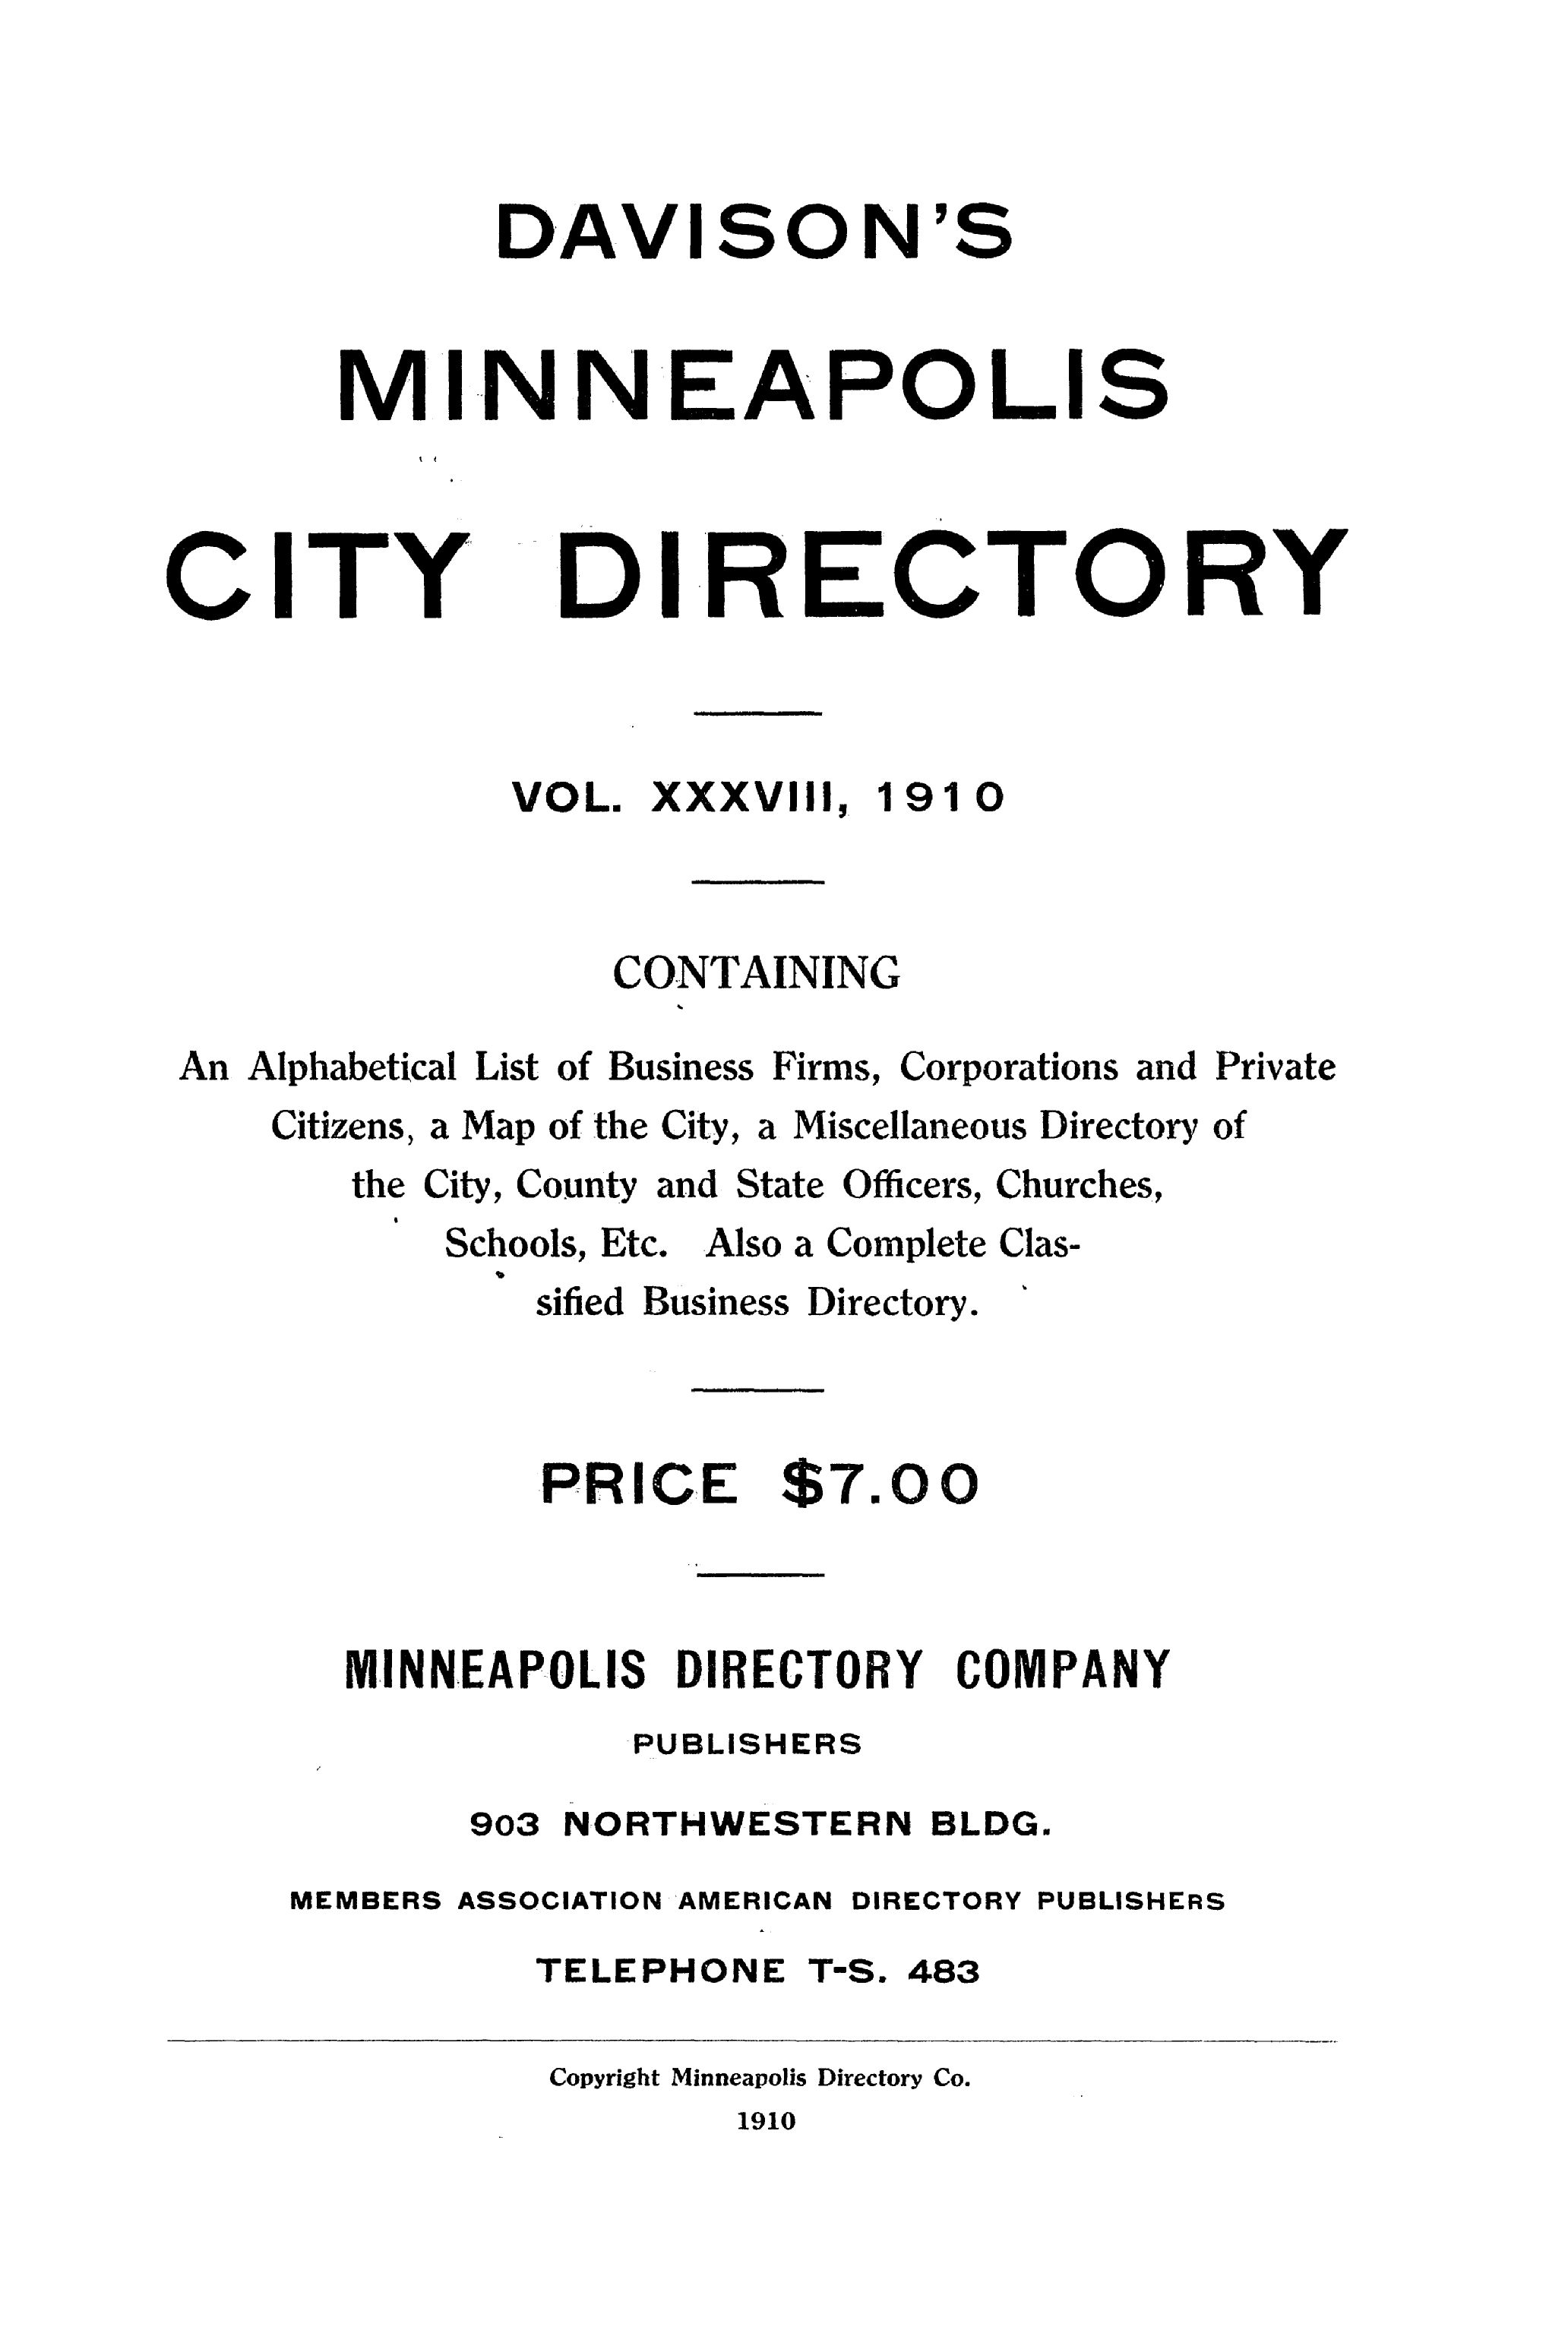 DAVISON'S
MINNEAPOLIS
CITY DIRECTORY
VOL. XXXVIII, 1910
CONTAINING
An Alphabetical List of Business Firms, Corporations and Private
Citizens, a Map of the City, a Miscellaneous Directory of
the City, County and State Officers, Churches,
Schools, Etc. Also a Complete Clas-
sified Business Directory.
PRICE $7.00
MINNEAPOLIS DIRECTORY COMPANY
PUBLISHERS
903 NORTHWESTERN BLDG.
MEMBERS ASSOCIATION AMERICAN DIRECTORY PUBLISHERS
TELEPHONE T-S. 483
Copyright Minneapolis Directory Co.
1910